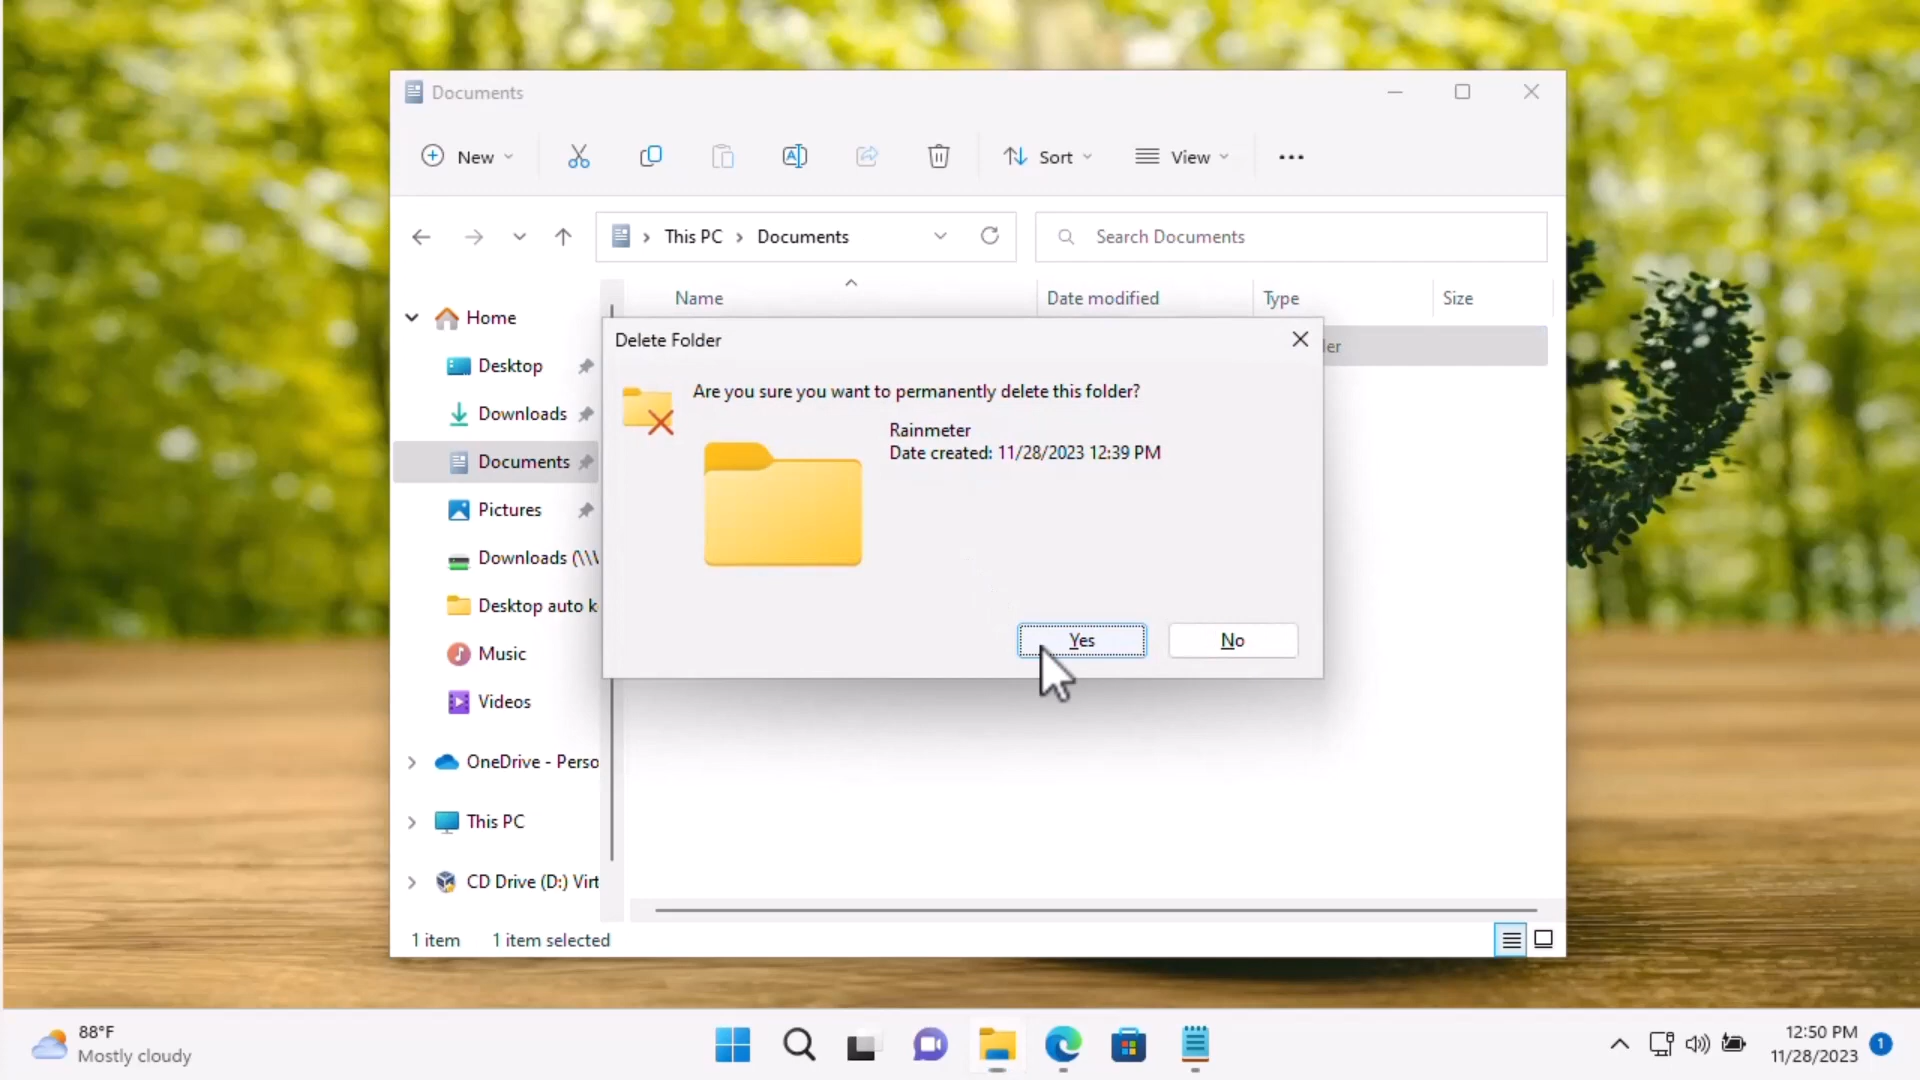 Documents
New
Sort
View
This PC
Documents
Search Documents
Name
Date modified
Type
Size
Home
Desktop
Downloads
Documents
Pictures
Downloads (\\\
Desktop auto k
Music
Videos
OneDrive - Perso
This PC
CD Drive (D:) Virt
ler
Delete Folder
Are you sure you want to permanently delete this folder?
Rainmeter
Date created: 11/28/2023 12:39 PM
Yes
No
1 item
1 item selected
88°F
Mostly cloudy
12:50 PM
11/28/2023
1